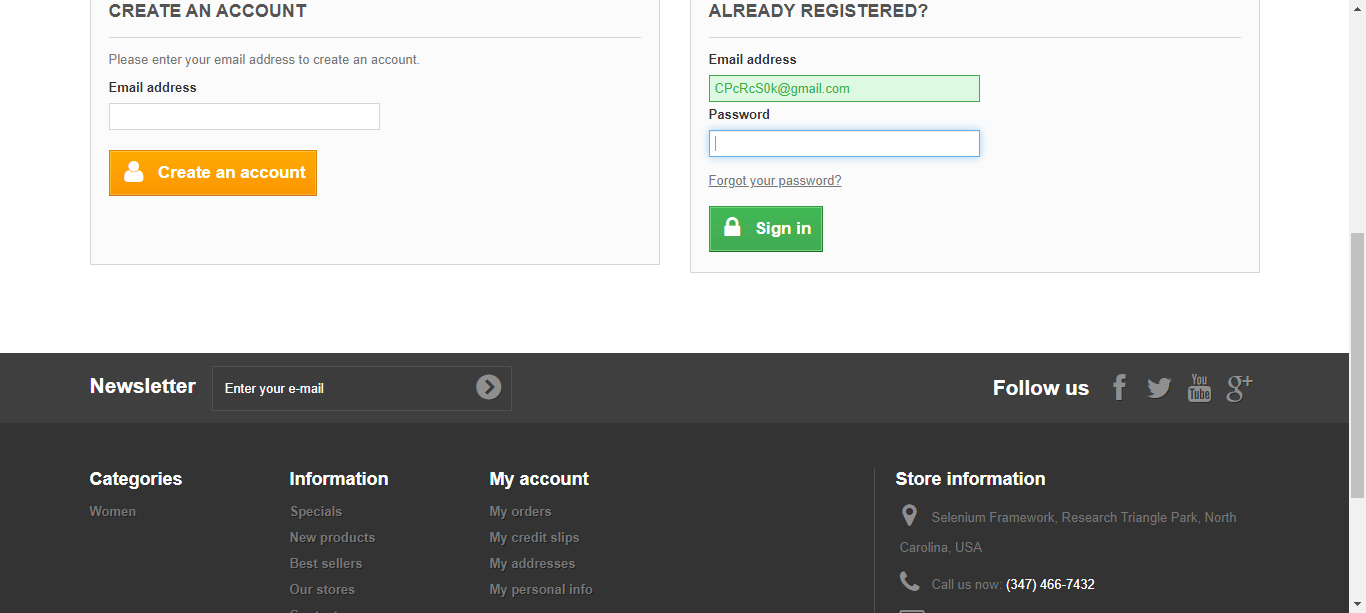 CREATE AN ACCOUNT
Please enter your email address to create an account.
Email address
Create an account
ALREADY REGISTERED?
Email address
CPcRcS0k@gmail.com
Password
Forgot your password?
Sign in
Newsletter
Enter your e-mail
Follow us
You
Tube
g+
Categories
Women
Information
Specials
New products
Best sellers
Our stores
My account
My orders
My credit slips
My addresses
My personal info
Store information
Selenium Framework, Research Triangle Park, North
Carolina, USA
Call us now: (347) 466-7432